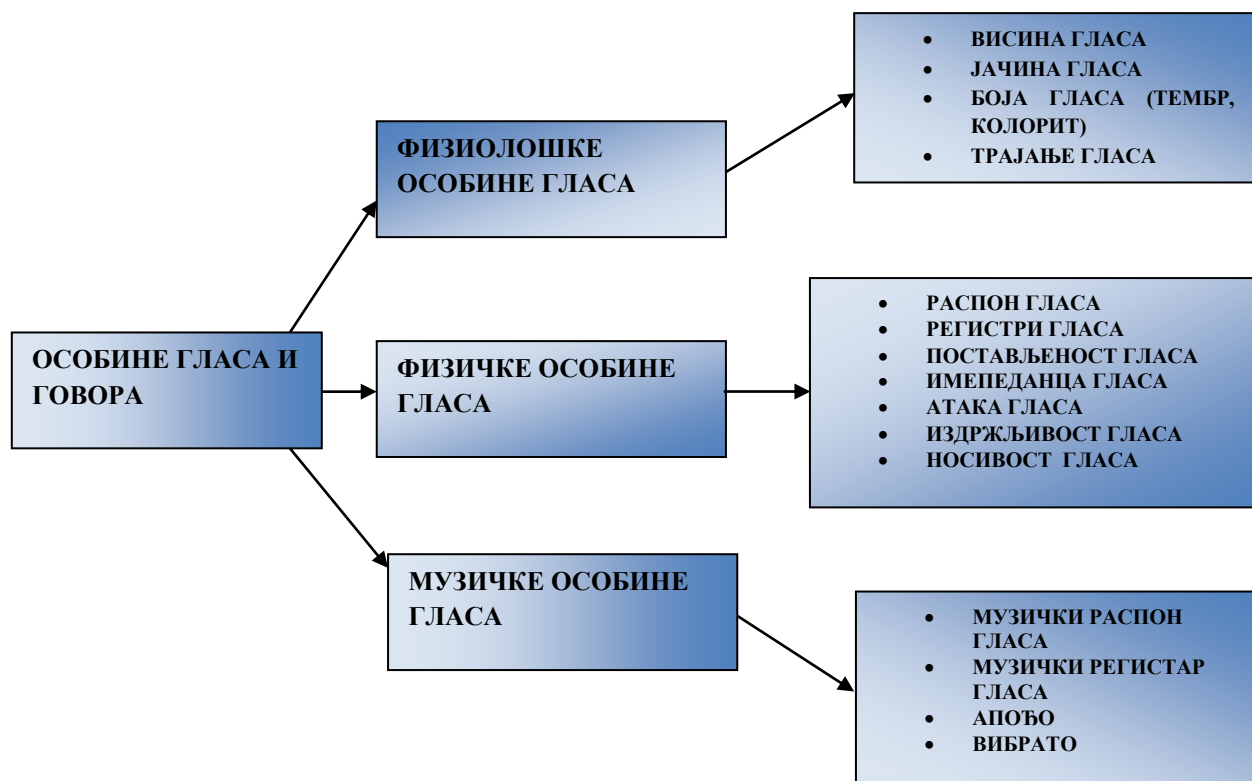 ОСОБИНЕ ГЛАСА И
ГОВОРА
ФИЗИОЛОШКЕ
ОСОБИНЕ ГЛАСА
• ВИСИНА ГЛАСА
• ЈАЧИНА ГЛАСА
• БОЈА ГЛАСА (ТЕМБР,
КОЛОРИТ)
• ТРАЈАЊЕ ГЛАСА
ФИЗИЧКЕ ОСОБИНЕ
ГЛАСА
• РАСПОН ГЛАСА
• РЕГИСТРИ ГЛАСА
• ПОСТАВЉЕНОСТ ГЛАСА
• ИМЕПЕДАНЦА ГЛАСА
• АТАКА ГЛАСА
• ИЗДРЖЉИВОСТ ГЛАСА
• НОСИВОСТ ГЛАСА
МУЗИЧКЕ ОСОБИНЕ
ГЛАСА
• МУЗИЧКИ РАСПОН
ГЛАСА
• МУЗИЧКИ РЕГИСТАР
ГЛАСА
• АПОЂО
• ВИБРАТО